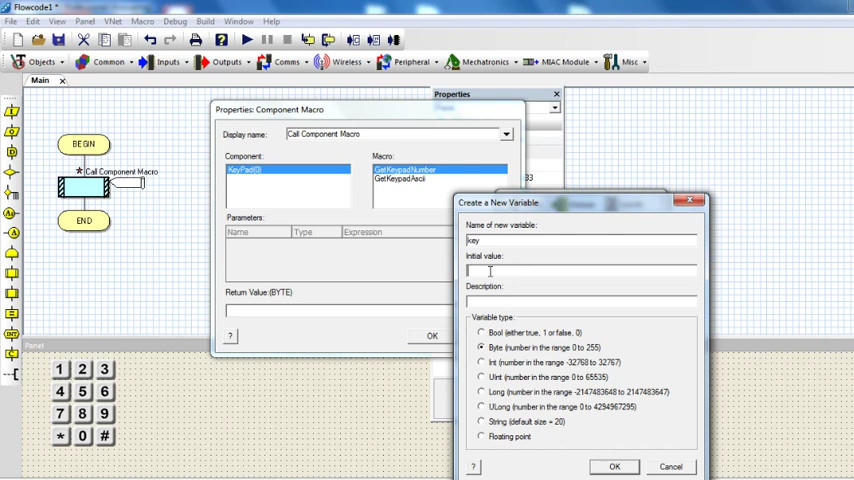 Flowcode1 *
File Edit View Panel VNet Macro Debug Build Window Help
Objects Common Inputs Outputs Comms Wireless Peripheral Mechatronics MIAC Module Misc
Main
Properties
BEGIN
* Call Component Macro
END
Properties: Component Macro
Display name: Call Component Macro
Component: Macro:
KeyPad(0) GetKeypadNumber
GetKeypadAscii
33
Parameters:
Name Type Expression
Return Value:(BYTE)
? OK
Create a New Variable
Name of new variable:
key
Initial value:
Description:
Variable type:
Bool (either true, 1 or false, 0)
Byte (number in the range 0 to 255)
Int (number in the range -32768 to 32767)
UInt (number in the range 0 to 65535)
Long (number in the range -2147483648 to 2147483647)
ULong (number in the range 0 to 4294967295)
String (default size = 20)
Floating point
? OK Cancel
Panel
1 2 3
4 5 6
7 8 9
* 0 #